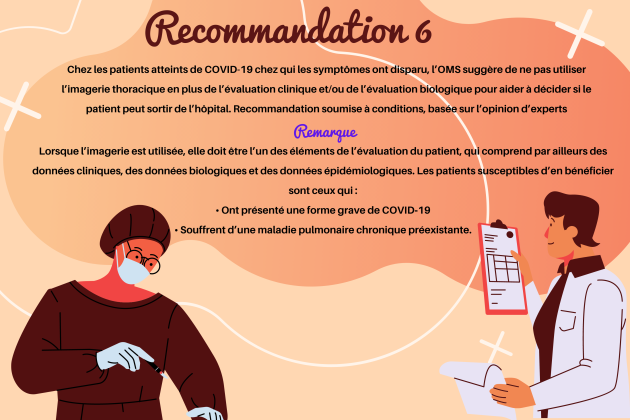 Recommandation 6
Chez les patients atteints de COVID-19 chez qui les symptômes ont disparu, l'OMS suggère de ne pas utiliser
l'imagerie thoracique en plus de l'évaluation clinique et/ou de l'évaluation biologique pour aider à décider si le
patient peut sortir de l'hôpital. Recommandation soumise à conditions, basée sur l'opinion d'experts
Remarque
Lorsque l'imagerie est utilisée, elle doit être l'un des éléments de l'évaluation du patient, qui comprend par ailleurs des
données cliniques, des données biologiques et des données épidémiologiques. Les patients susceptibles d'en bénéficier
sont ceux qui :
• Ont présenté une forme grave de COVID-19
• Souffrent d'une maladie pulmonaire chronique préexistante.